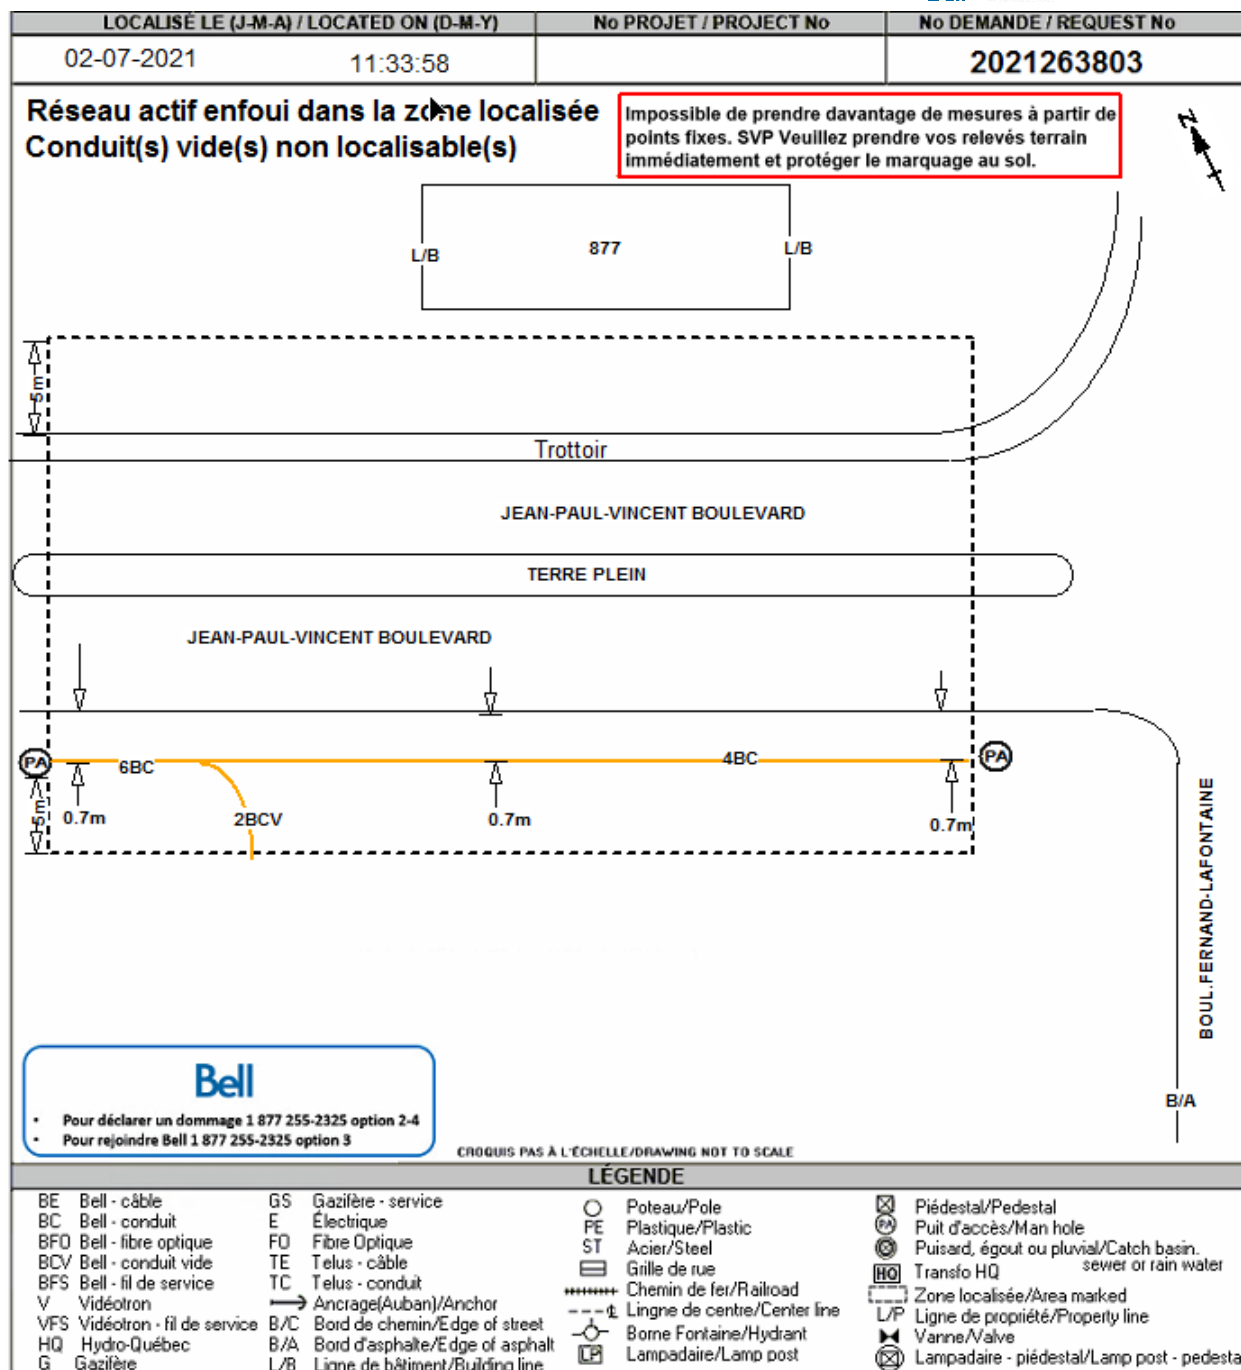 LOCALISÉ LE (J-M-A) / LOCATED ON (D-M-Y)
No PROJET / PROJECT No
No DEMANDE / REQUEST No
02-07-2021
11:33:58
2021263803
Réseau actif enfoui dans la zone localisée
Conduit(s) vide(s) non localisable(s)
Impossible de prendre davantage de mesures à partir de
points fixes. SVP Veuillez prendre vos relevés terrain
immédiatement et protéger le marquage au sol.
N
L/B
877
L/B
5m
Trottoir
JEAN-PAUL-VINCENT BOULEVARD
TERRE PLEIN
JEAN-PAUL-VINCENT BOULEVARD
PA
6BC
4BC
PA
5m
0.7m
2BCV
0.7m
0.7m
BOUL.FERNAND-LAFONTAINE
B/A
Bell
• Pour déclarer un dommage 1 877 255-2325 option 2-4
• Pour rejoindre Bell 1 877 255-2325 option 3
CROQUIS PAS À L'ÉCHELLE/DRAWING NOT TO SCALE
LÉGENDE
BE Bell - câble
BC Bell - conduit
BFO Bell - fibre optique
BCV Bell - conduit vide
BFS Bell - fil de service
V Vidéotron
VFS Vidéotron - fil de service
HQ Hydro-Québec
G Gazifère
GS Gazifère - service
E Électrique
FO Fibre Optique
TE Telus - câble
TC Telus - conduit
Ancrage(Auban)/Anchor
B/C Bord de chemin/Edge of street
B/A Bord d'asphalte/Edge of asphalt
L/B Ligne de bâtiment/Building line
Poteau/Pole
PE Plastique/Plastic
ST Acier/Steel
Grille de rue
Chemin de fer/Railroad
Lingne de centre/Center line
Borne Fontaine/Hydrant
LP Lampadaire/Lamp post
Piédestal/Pedestal
PA Puit d'accès/Man hole
Puisard, égout ou pluvial/Catch basin.
sewer or rain water
HQ Transfo HQ
Zone localisée/Area marked
L/P Ligne de propriété/Property line
Vanne/Valve
Lampadaire - piédestal/Lamp post - pedesta